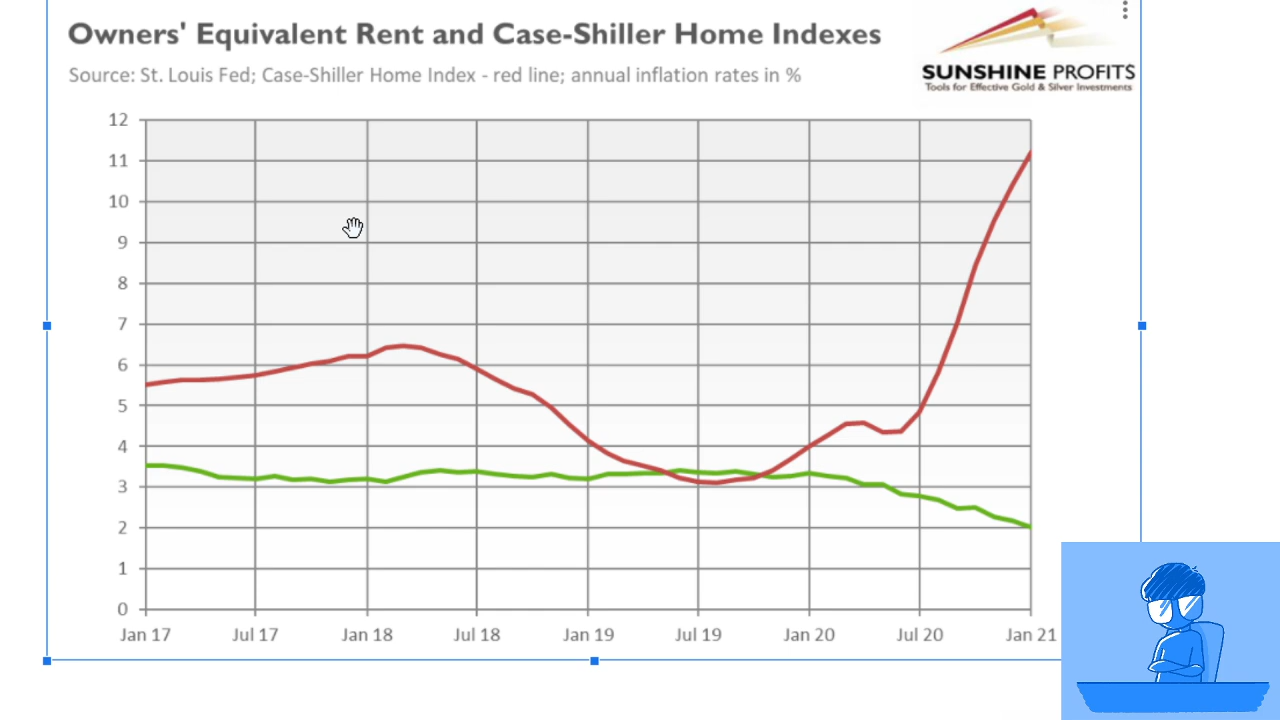 Owners' Equivalent Rent and Case-Shiller Home Indexes
Source: St. Louis Fed; Case-Shiller Home Index - red line; annual inflation rates in %
SUNSHINE PROFITS
Tools for Effective Gold & Silver Investments
12
11
10
9
8
7
6
5
4
3
2
1
0
Jan 17 Jul 17 Jan 18 Jul 18 Jan 19 Jul 19 Jan 20 Jul 20 Jan 21